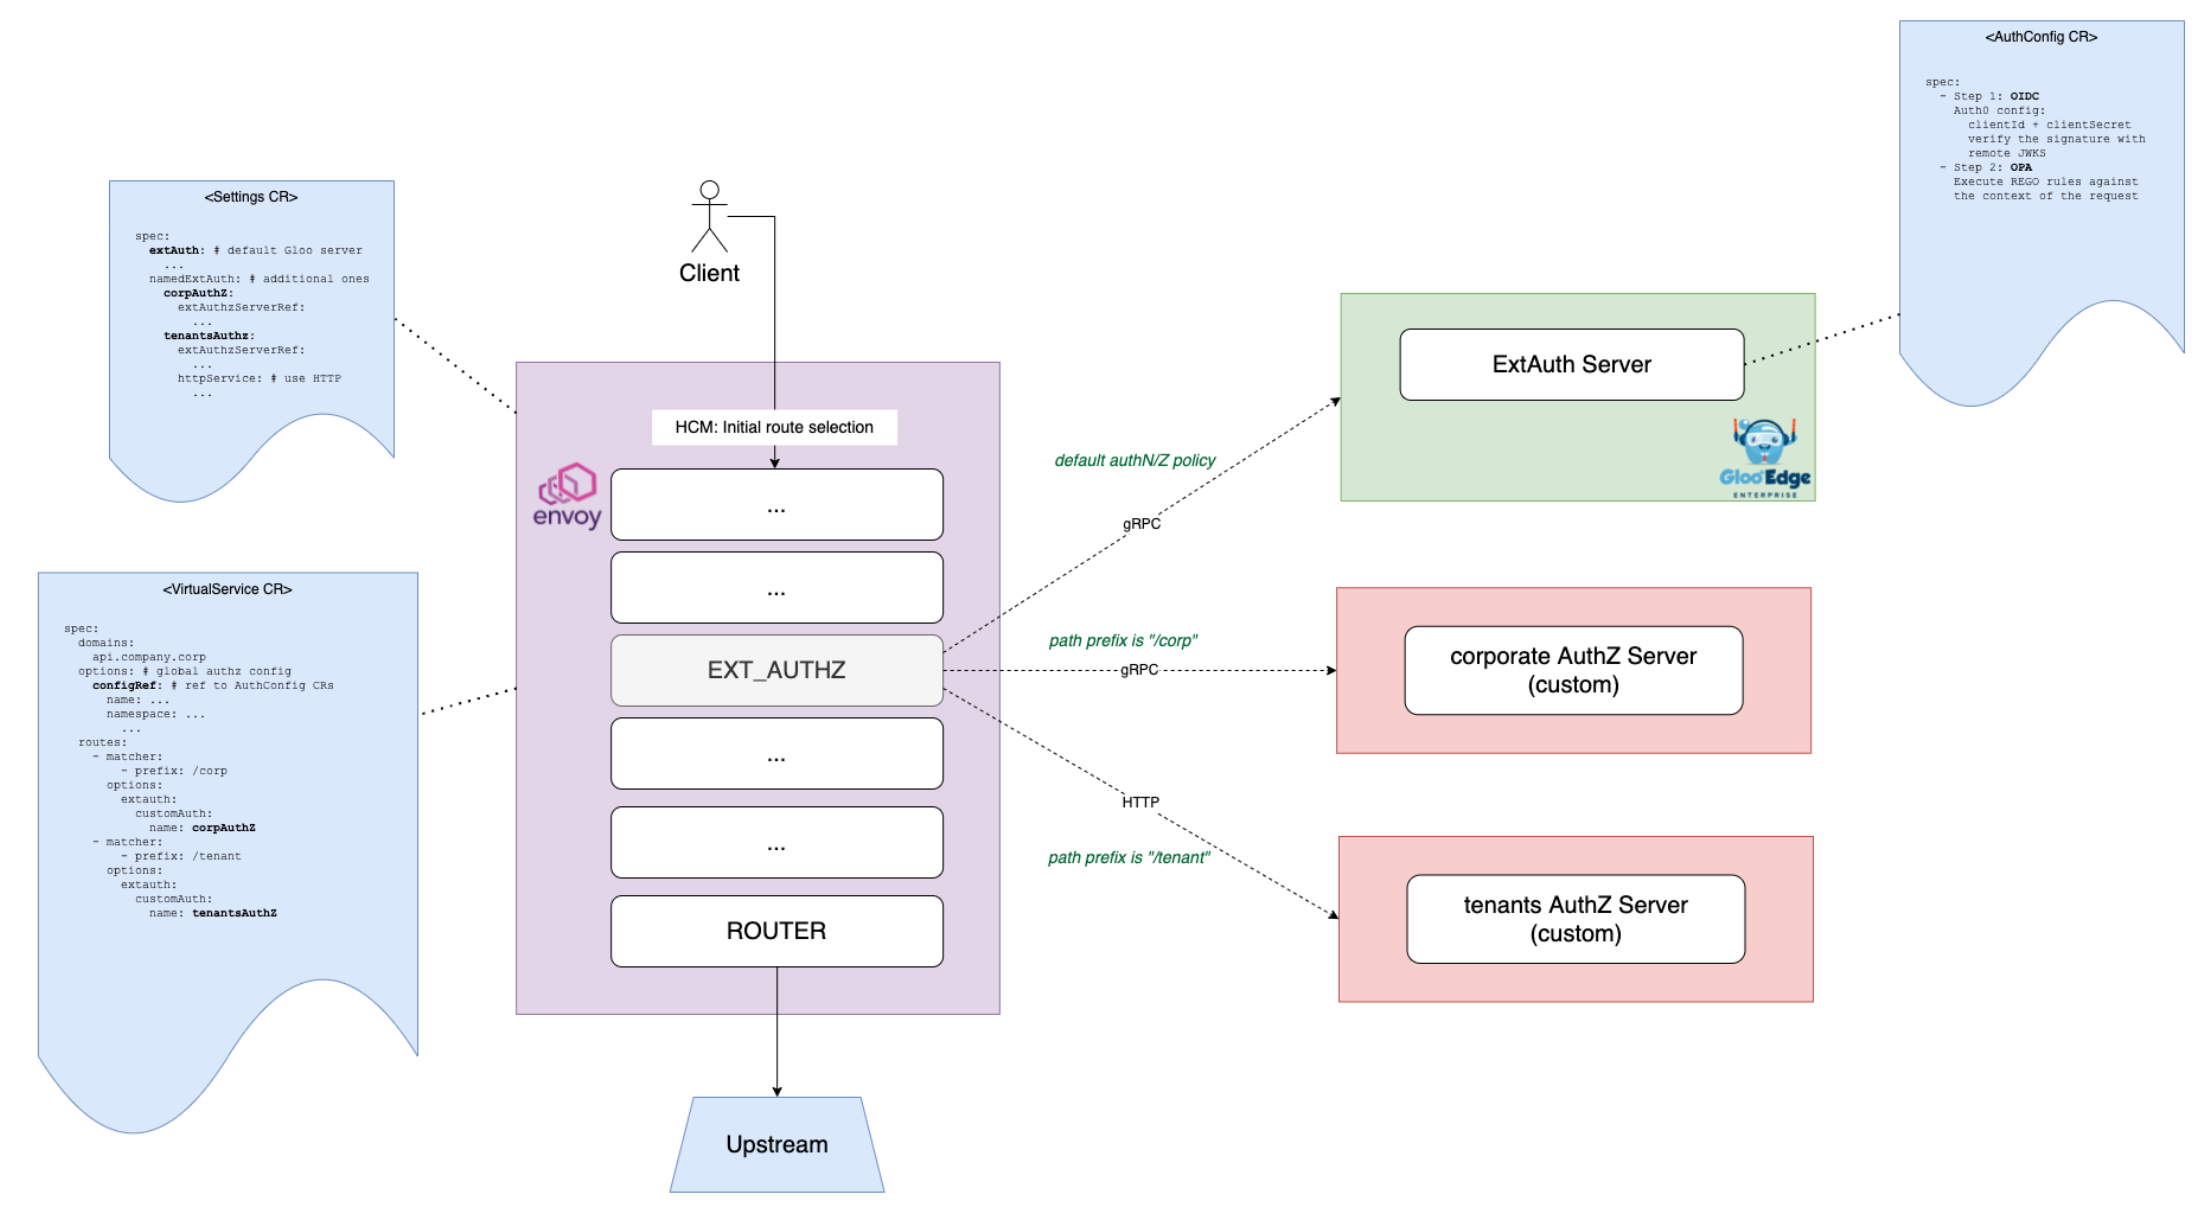 <AuthConfig CR>
spec:
- Step 1: OIDC
Auth0 config:
clientId + clientSecret
verify the signature with
remote JWKS
- Step 2: OPA
Execute REGO rules against
the context of the request
<Settings CR>
spec:
extAuth: # default Gloo server
...
namedExtAuth: # additional ones
corpAuthZ:
extAuthzServerRef:
...
tenantsAuthz:
extAuthzServerRef:
...
httpService: # use HTTP
...
Client
HCM: Initial route selection
envoy
...
...
EXT_AUTHZ
...
...
ROUTER
Upstream
<VirtualService CR>
spec:
domains:
api.company.corp
options: # global authz config
configRef: # ref to AuthConfig CRs
name: ...
namespace: ...
...
routes:
- matcher:
- prefix: /corp
options:
extauth:
customAuth:
name: corpAuthZ
- matcher:
- prefix: /tenant
options:
extauth:
customAuth:
name: tenantsAuthZ
default authN/Z policy
gRPC
path prefix is "/corp"
gRPC
HTTP
path prefix is "/tenant"
ExtAuth Server
Gloo Edge
ENTERPRISE
corporate AuthZ Server
(custom)
tenants AuthZ Server
(custom)